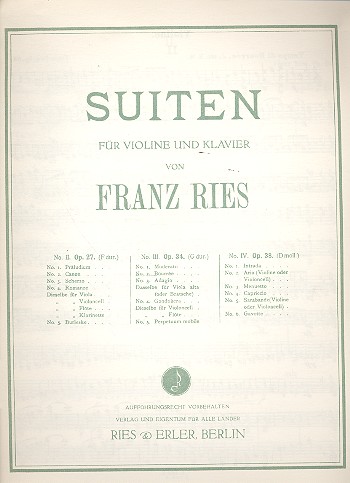 SUITEN
FÜR VIOLINE UND KLAVIER
VON
FRANZ RIES
No. II. Op. 27. (F dur.)
No. 1. Präludium . . .
No. 2. Canon . . . .
No. 3. Scherzo . . .
No. 4. Romanze
Dieselbe für Viola
" " Violoncell
" " Flöte . .
" " Klarinette
No. 5. Burleske . . .
No. III. Op. 34. (G dur.)
No. 1. Moderato . . .
No. 2. Bourrée . . .
No. 3. Adagio . . .
Dasselbe für Viola alta
(oder Bratsche)
No. 4. Gondoliera . .
Dieselbe für Violoncell .
" " Flöte . .
No. 5. Perpetuum mobile
No. IV. Op. 38. (D moll.)
No. 1. Intrada . . .
No. 2. Aria (Violine oder
Violoncell) . . .
No. 3. Menuetto . . .
No. 4. Capriccio . .
No. 5. Sarabande (Violine
oder Violoncell) .
No. 6. Gavotte . . .
AUFFÜHRUNGSRECHT VORBEHALTEN
VERLAG UND EIGENTUM FÜR ALLE LÄNDER
RIES & ERLER, BERLIN